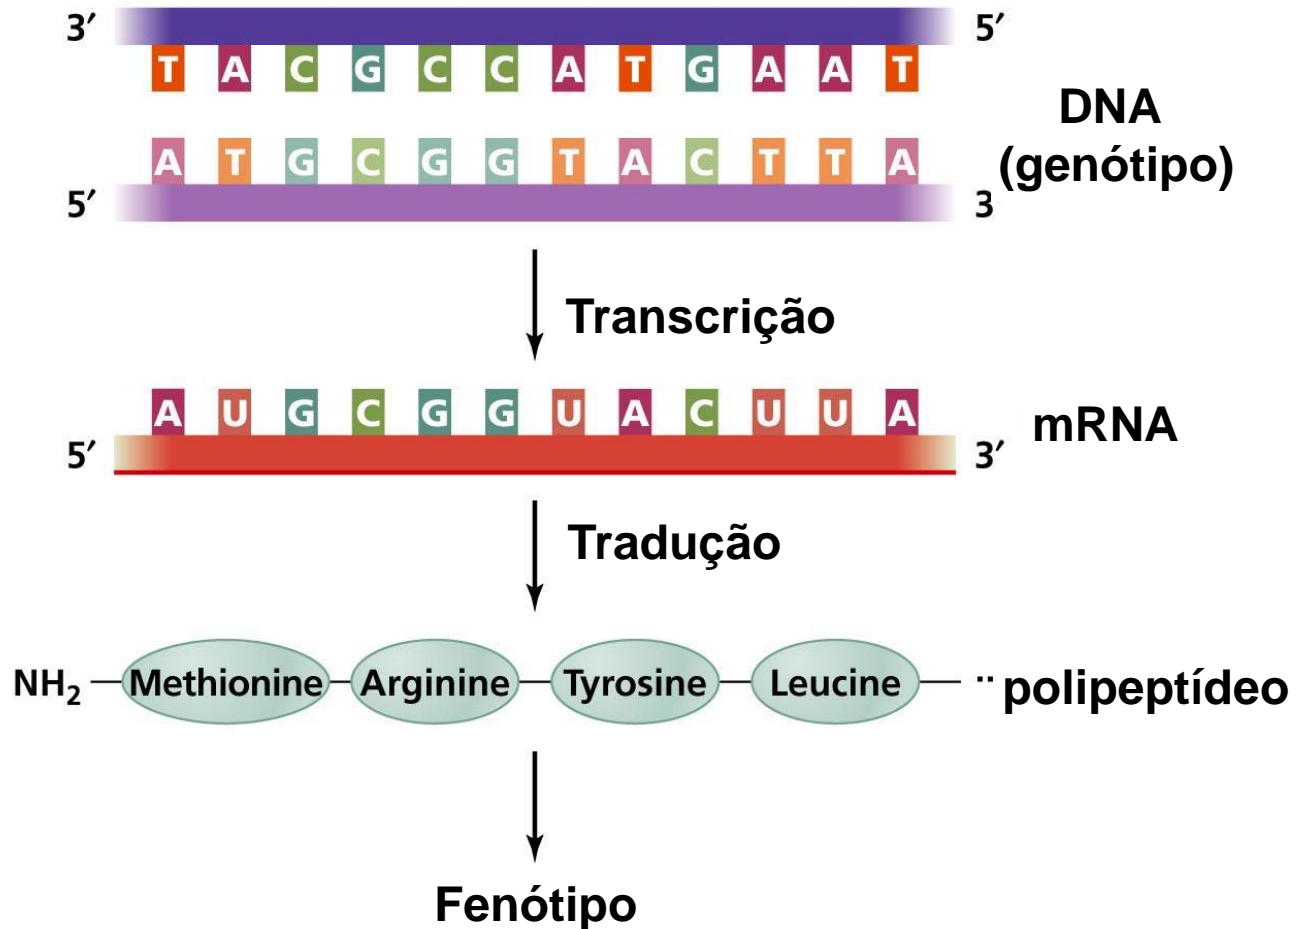 3′ 5′
T A C G C C A T G A A T
DNA
(genótipo)
A T G C G G T A C T T A
5′ 3
Transcrição
A U G C G G U A C U U A
mRNA
5′ 3′
Tradução
NH₂ Methionine Arginine Tyrosine Leucine ·· polipeptídeo
Fenótipo